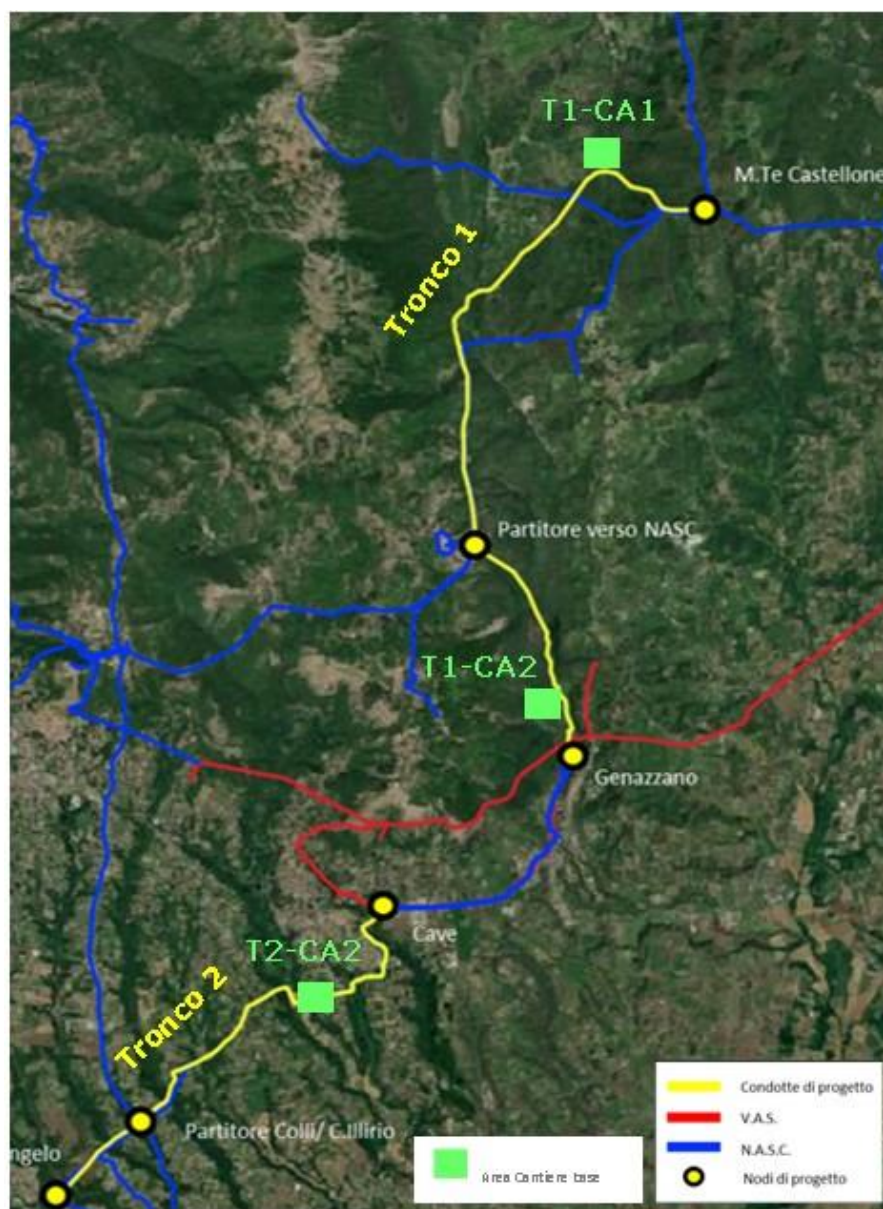 T1-CA1
M.Te Castellone
Tronco 1
Partitore verso NASC
T1-CA2
Genazzano
Cave
T2-CA2
Tronco 2
Partitore Colli/ C.Illirio
ngelo
Condotte di progetto
V.A.S.
N.A.S.C.
Nodi di progetto
Area Cantiere base